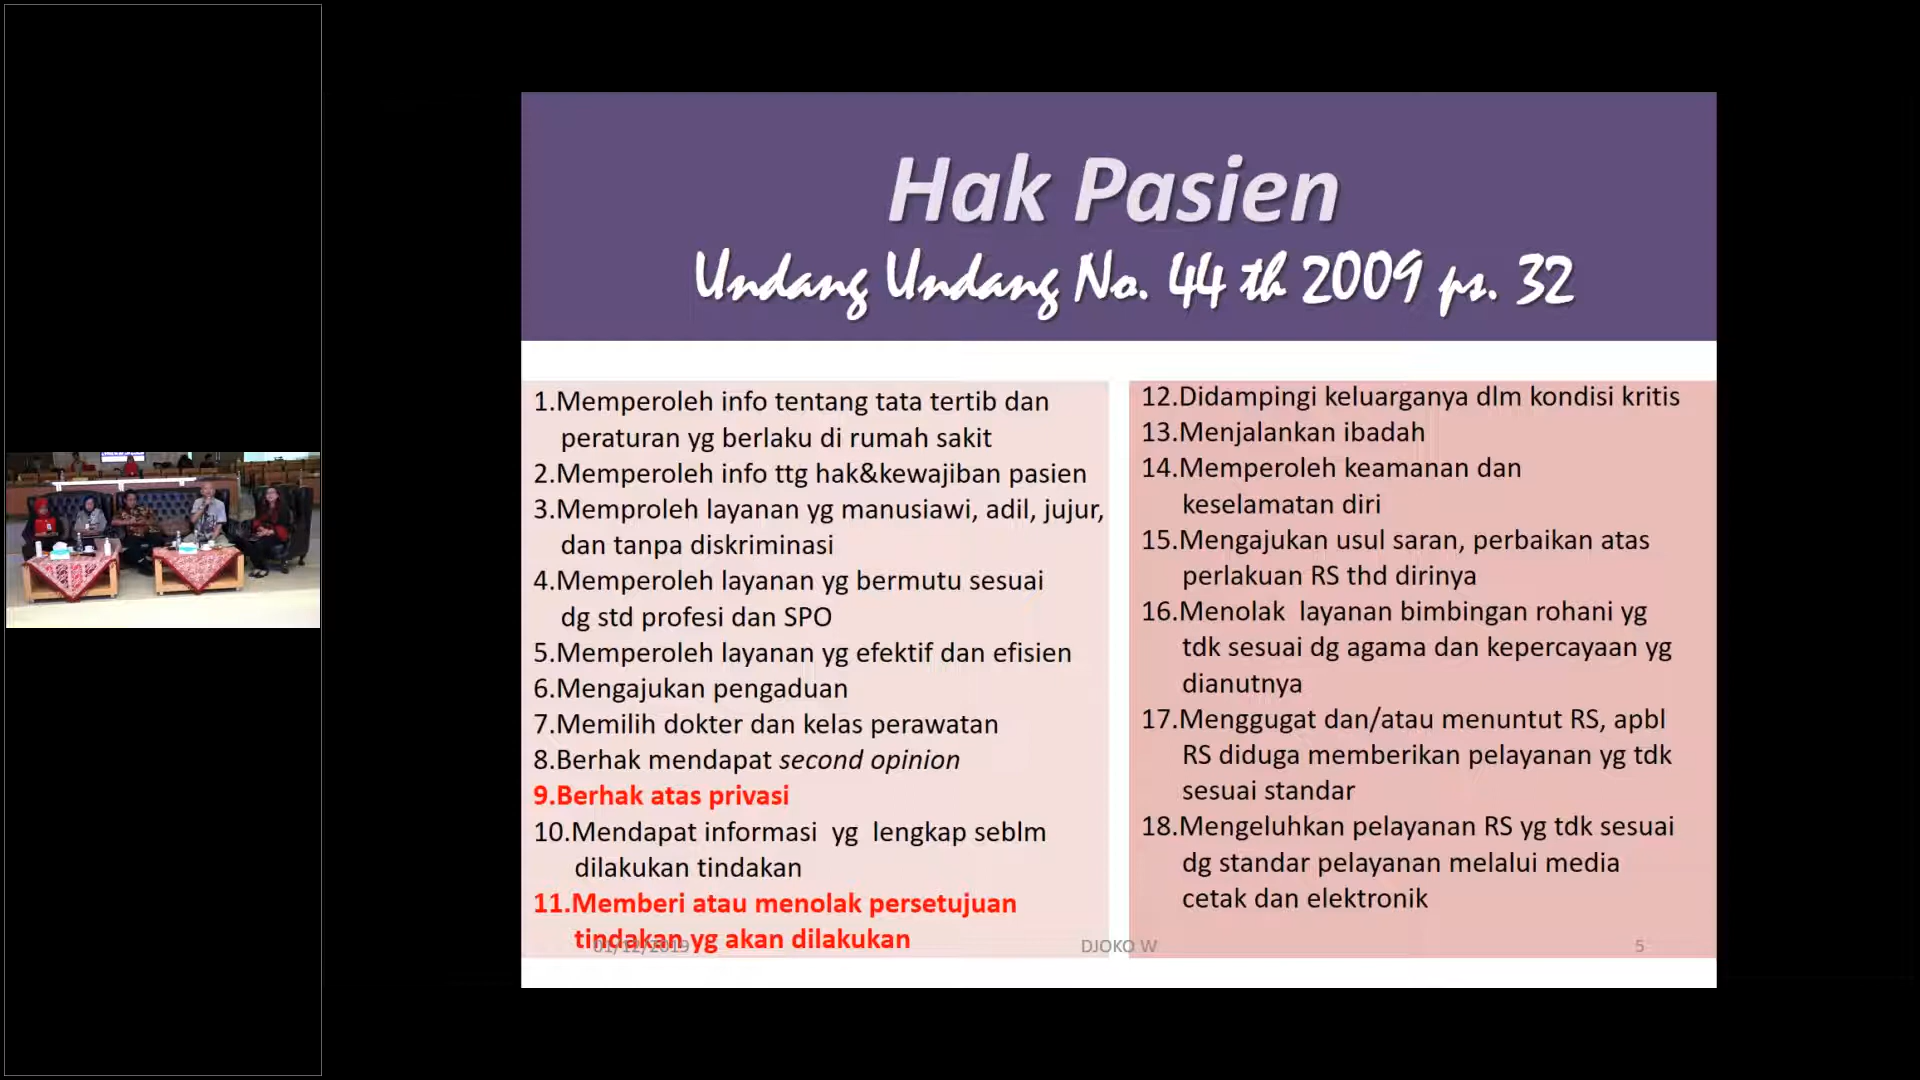 Hak Pasien
Undang Undang No. 44 th 2009 ps. 32
1.Memperoleh info tentang tata tertib dan
peraturan yg berlaku di rumah sakit
2.Memperoleh info ttg hak&kewajiban pasien
3.Memproleh layanan yg manusiawi, adil, jujur,
dan tanpa diskriminasi
4.Memperoleh layanan yg bermutu sesuai
dg std profesi dan SPO
5.Memperoleh layanan yg efektif dan efisien
6.Mengajukan pengaduan
7.Memilih dokter dan kelas perawatan
8.Berhak mendapat second opinion
9.Berhak atas privasi
10.Mendapat informasi yg lengkap seblm
dilakukan tindakan
11.Memberi atau menolak persetujuan
tindakan yg akan dilakukan
12.Didampingi keluarganya dlm kondisi kritis
13.Menjalankan ibadah
14.Memperoleh keamanan dan
keselamatan diri
15.Mengajukan usul saran, perbaikan atas
perlakuan RS thd dirinya
16.Menolak layanan bimbingan rohani yg
tdk sesuai dg agama dan kepercayaan yg
dianutnya
17.Menggugat dan/atau menuntut RS, apbl
RS diduga memberikan pelayanan yg tdk
sesuai standar
18.Mengeluhkan pelayanan RS yg tdk sesuai
dg standar pelayanan melalui media
cetak dan elektronik
01/12/2019
DJOKO W
5